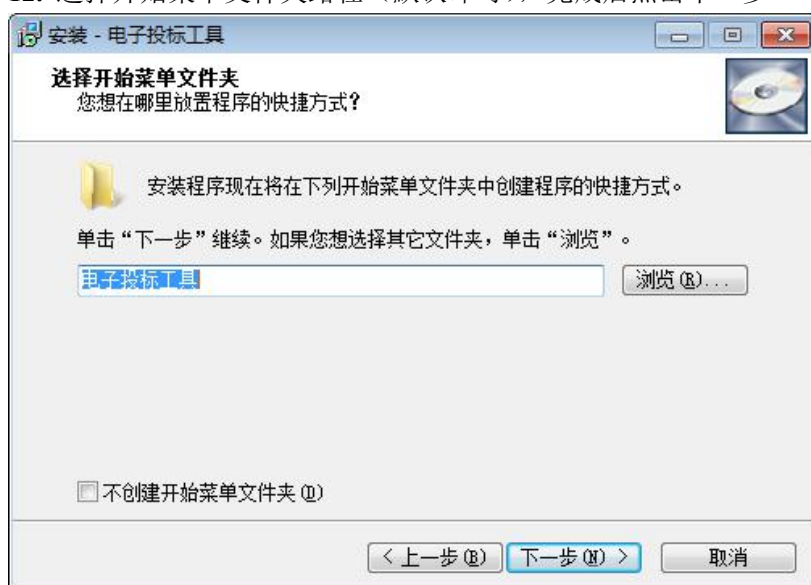 安装 - 电子投标工具
选择开始菜单文件夹
您想在哪里放置程序的快捷方式?
安装程序现在将在下列开始菜单文件夹中创建程序的快捷方式。
单击“下一步”继续。如果您想选择其它文件夹，单击“浏览”。
电子投标工具
浏览(R)...
不创建开始菜单文件夹(D)
< 上一步(B)
下一步(N) >
取消